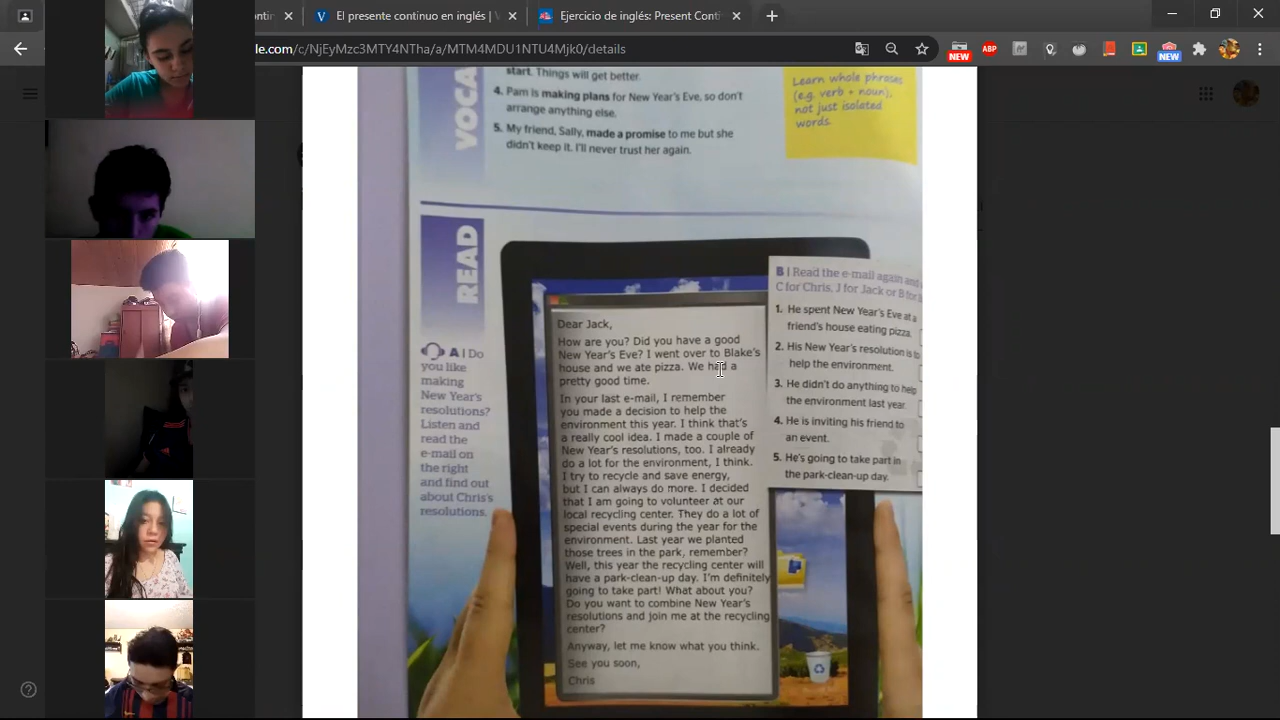 El presente continuo en inglés | V
Ejercicio de inglés: Present Conti
le.com/c/NjEyMzc3MTY4NTha/a/MTM4MDU1NTU4Mjk0/details
NEW
ABP
NEW
VOCA
start. Things will get better.
4. Pam is making plans for New Year's Eve, so don't
arrange anything else.
5. My friend, Sally, made a promise to me but she
didn't keep it. I'll never trust her again.
Learn whole phrases
(e.g. verb + noun),
not just isolated
words.
READ
A | Do
you like
making
New Year's
resolutions?
Listen and
read the
e-mail on
the right
and find out
about Chris's
resolutions.
Dear Jack,
How are you? Did you have a good
New Year's Eve? I went over to Blake's
house and we ate pizza. We had a
pretty good time.
In your last e-mail, I remember
you made a decision to help the
environment this year. I think that's
a really cool idea. I made a couple of
New Year's resolutions, too. I already
do a lot for the environment, I think.
I try to recycle and save energy,
but I can always do more. I decided
that I am going to volunteer at our
local recycling center. They do a lot of
special events during the year for the
environment. Last year we planted
those trees in the park, remember?
Well, this year the recycling center will
have a park-clean-up day. I'm definitely
going to take part! What about you?
Do you want to combine New Year's
resolutions and join me at the recycling
center?
Anyway, let me know what you think.
See you soon,
Chris
B | Read the e-mail again and
C for Chris, J for Jack or B for
1. He spent New Year's Eve at a
friend's house eating pizza.
2. His New Year's resolution is to
help the environment.
3. He didn't do anything to help
the environment last year.
4. He is inviting his friend to
an event.
5. He's going to take part in
the park-clean-up day.